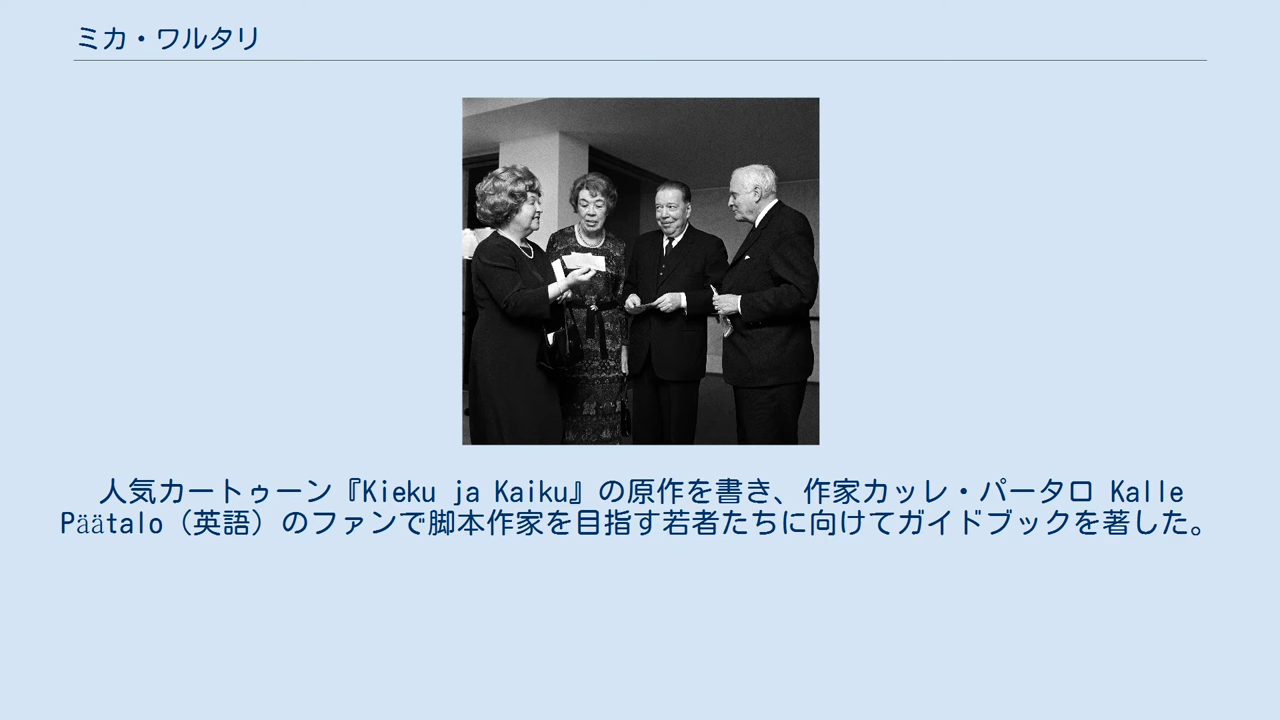 ミカ・ワルタリ
人気カートゥーン『Kieku ja Kaiku』の原作を書き、作家カッレ・パータロ Kalle
Päätalo（英語）のファンで脚本作家を目指す若者たちに向けてガイドブックを著した。